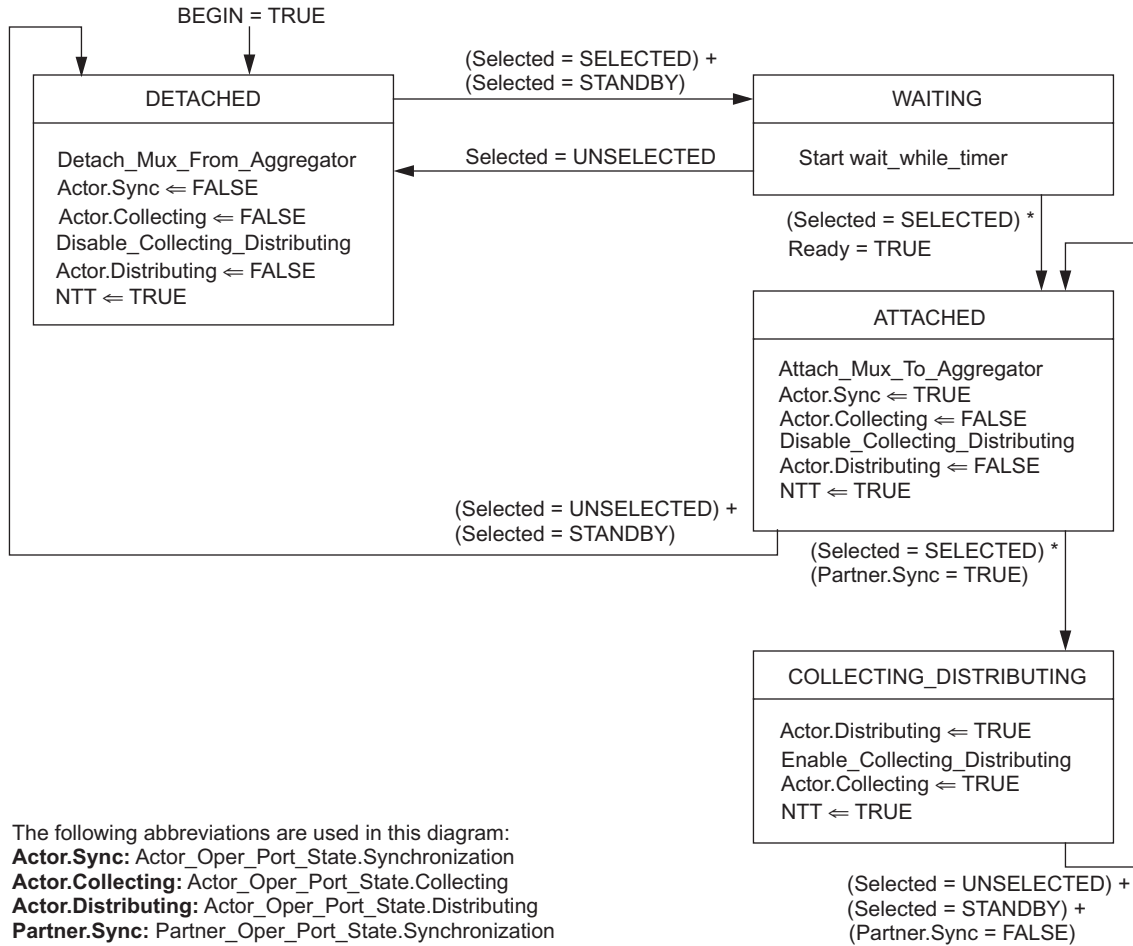 BEGIN = TRUE
DETACHED
Detach_Mux_From_Aggregator
Actor.Sync ⇐ FALSE
Actor.Collecting ⇐ FALSE
Disable_Collecting_Distributing
Actor.Distributing ⇐ FALSE
NTT ⇐ TRUE
(Selected = SELECTED) +
(Selected = STANDBY)
Selected = UNSELECTED
WAITING
Start wait_while_timer
(Selected = SELECTED) *
Ready = TRUE
ATTACHED
Attach_Mux_To_Aggregator
Actor.Sync ⇐ TRUE
Actor.Collecting ⇐ FALSE
Disable_Collecting_Distributing
Actor.Distributing ⇐ FALSE
NTT ⇐ TRUE
(Selected = UNSELECTED) +
(Selected = STANDBY)
(Selected = SELECTED) *
(Partner.Sync = TRUE)
COLLECTING_DISTRIBUTING
Actor.Distributing ⇐ TRUE
Enable_Collecting_Distributing
Actor.Collecting ⇐ TRUE
NTT ⇐ TRUE
(Selected = UNSELECTED) +
(Selected = STANDBY) +
(Partner.Sync = FALSE)
The following abbreviations are used in this diagram:
Actor.Sync: Actor_Oper_Port_State.Synchronization
Actor.Collecting: Actor_Oper_Port_State.Collecting
Actor.Distributing: Actor_Oper_Port_State.Distributing
Partner.Sync: Partner_Oper_Port_State.Synchronization